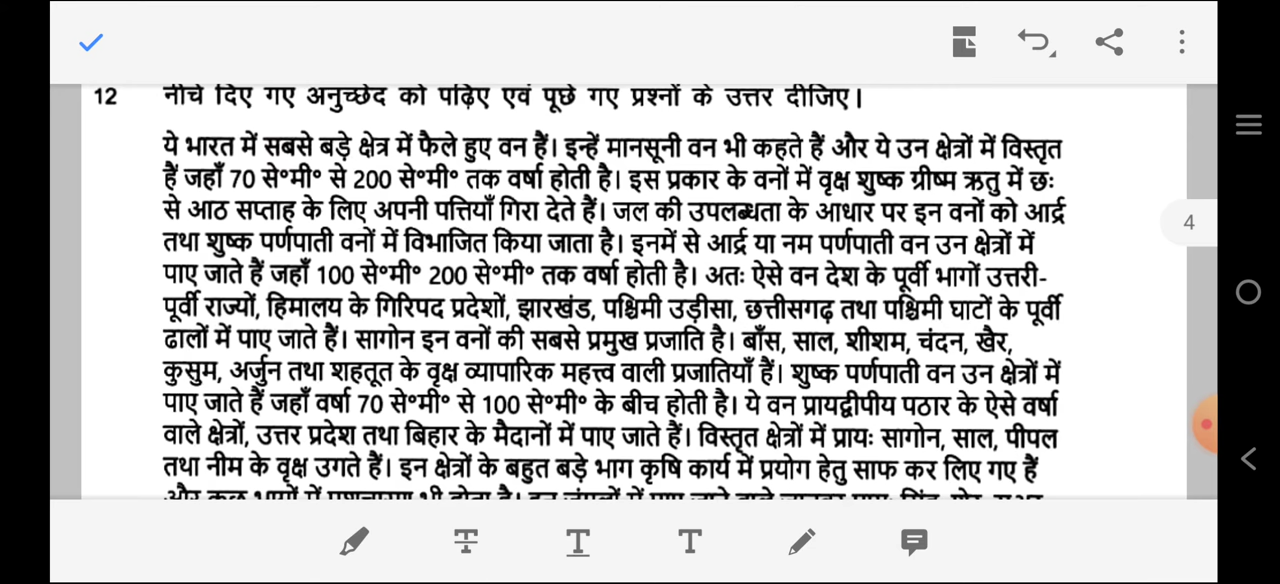 12 नीचे दिए गए अनुच्छेद को पढ़िए एवं पूछे गए प्रश्नों के उत्तर दीजिए।
ये भारत में सबसे बड़े क्षेत्र में फैले हुए वन हैं। इन्हें मानसूनी वन भी कहते हैं और ये उन क्षेत्रों में विस्तृत
हैं जहाँ 70 से॰मी॰ से 200 से॰मी॰ तक वर्षा होती है। इस प्रकार के वनों में वृक्ष शुष्क ग्रीष्म ऋतु में छः
से आठ सप्ताह के लिए अपनी पत्तियाँ गिरा देते हैं। जल की उपलब्धता के आधार पर इन वनों को आर्द्र
4
तथा शुष्क पर्णपाती वनों में विभाजित किया जाता है। इनमें से आर्द्र या नम पर्णपाती वन उन क्षेत्रों में
पाए जाते हैं जहाँ 100 से॰मी॰ 200 से॰मी॰ तक वर्षा होती है। अतः ऐसे वन देश के पूर्वी भागों उत्तरी-
पूर्वी राज्यों, हिमालय के गिरिपद प्रदेशों, झारखंड, पश्चिमी उड़ीसा, छत्तीसगढ़ तथा पश्चिमी घाटों के पूर्वी
ढालों में पाए जाते हैं। सागोन इन वनों की सबसे प्रमुख प्रजाति है। बाँस, साल, शीशम, चंदन, खैर,
कुसुम, अर्जुन तथा शहतूत के वृक्ष व्यापारिक महत्त्व वाली प्रजातियाँ हैं। शुष्क पर्णपाती वन उन क्षेत्रों में
पाए जाते हैं जहाँ वर्षा 70 से॰मी॰ से 100 से॰मी॰ के बीच होती है। ये वन प्रायद्वीपीय पठार के ऐसे वर्षा
वाले क्षेत्रों, उत्तर प्रदेश तथा बिहार के मैदानों में पाए जाते हैं। विस्तृत क्षेत्रों में प्रायः सागोन, साल, पीपल
तथा नीम के वृक्ष उगते हैं। इन क्षेत्रों के बहुत बड़े भाग कृषि कार्य में प्रयोग हेतु साफ कर लिए गए हैं